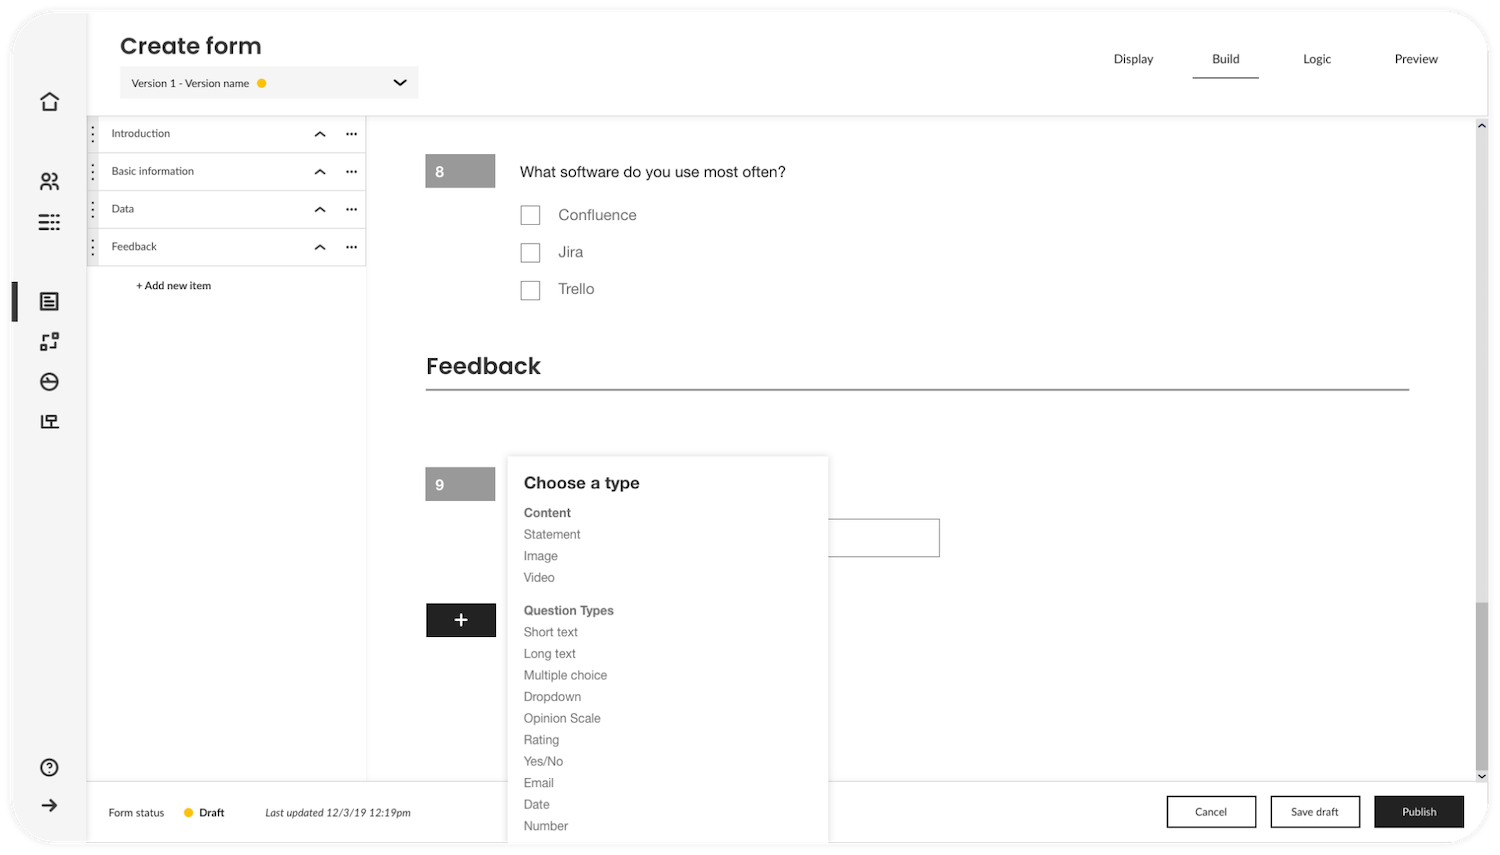 Create form
Version 1 - Version name
Display
Build
Logic
Preview
Introduction
Basic information
Data
Feedback
+ Add new item
8
What software do you use most often?
Confluence
Jira
Trello
Feedback
9
Choose a type
Content
Statement
Image
Video
Question Types
Short text
Long text
Multiple choice
Dropdown
Opinion Scale
Rating
Yes/No
Email
Date
Number
Form status
Draft
Last updated 12/3/19 12:19pm
Cancel
Save draft
Publish